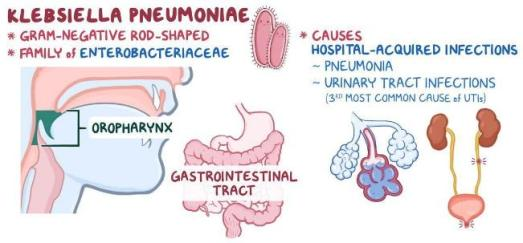 KLEBSIELLA PNEUMONIAE
* GRAM-NEGATIVE ROD-SHAPED
* FAMILY of ENTEROBACTERIACEAE
OROPHARYNX
GASTROINTESTINAL
TRACT
* CAUSES
HOSPITAL-ACQUIRED INFECTIONS
~ PNEUMONIA
~ URINARY TRACT INFECTIONS
(3RD MOST COMMON CAUSE of UTIs)